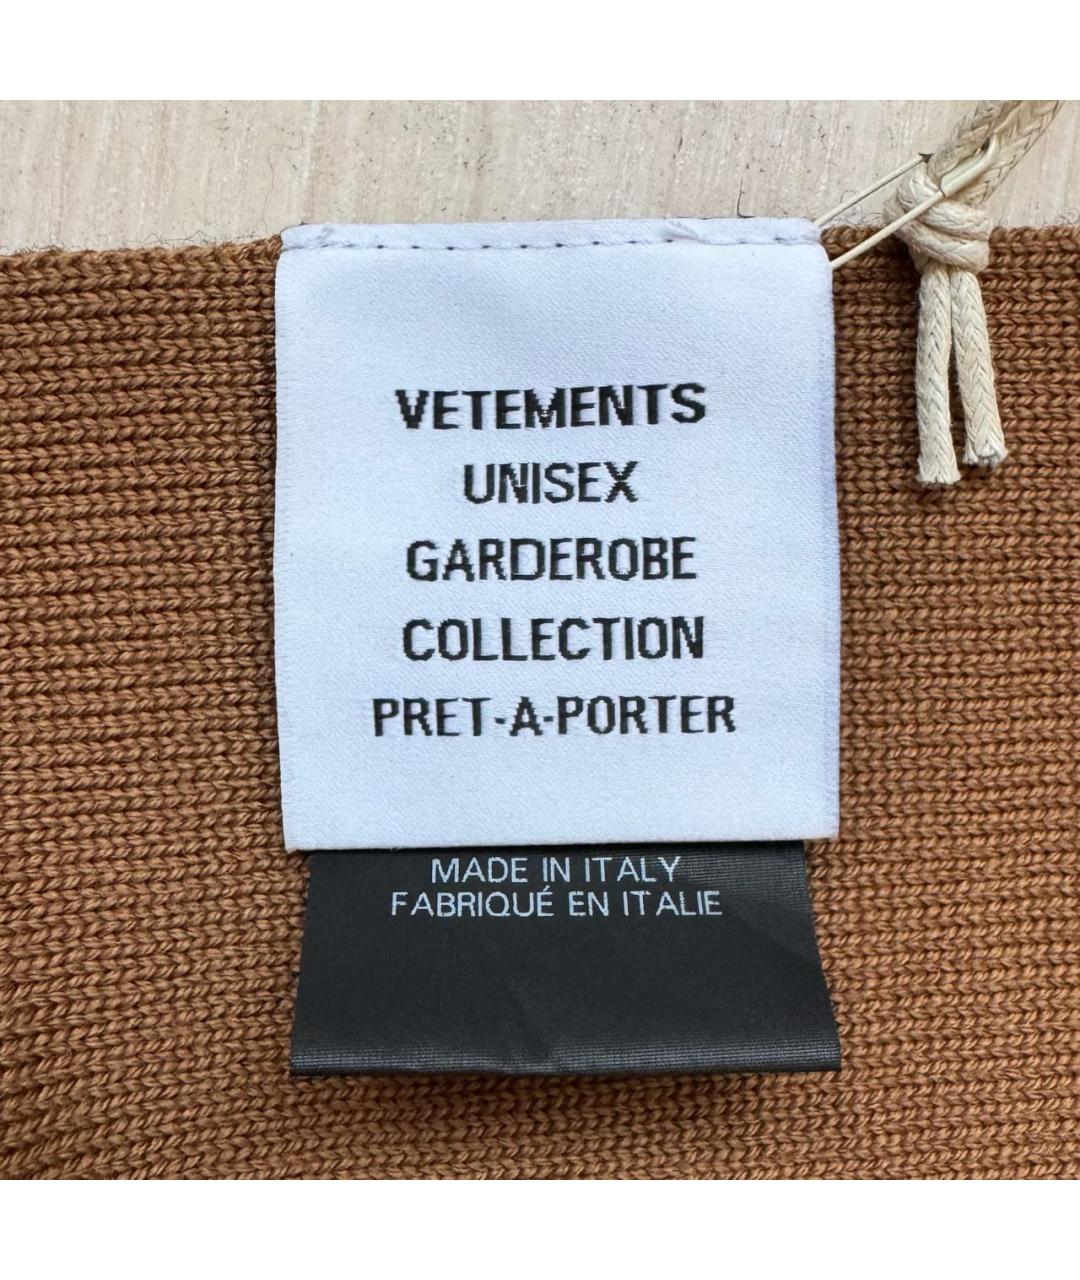 VETEMENTS
UNISEX
GARDEROBE
COLLECTION
PRET-A-PORTER
MADE IN ITALY
FABRIQUÉ EN ITALIE